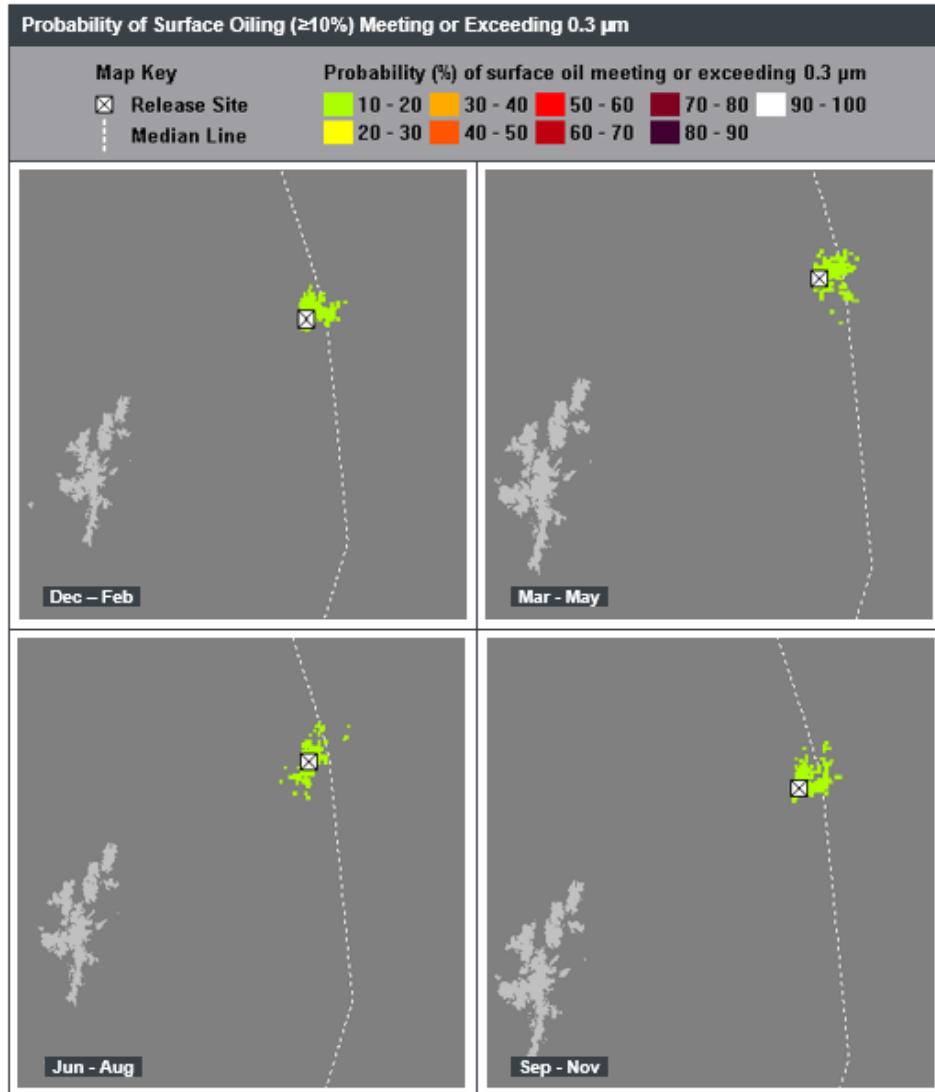 Probability of Surface Oiling (≥10%) Meeting or Exceeding 0.3 µm
Map Key
Release Site
Median Line
Probability (%) of surface oil meeting or exceeding 0.3 µm
10 - 20 30 - 40 50 - 60 70 - 80 90 - 100
20 - 30 40 - 50 60 - 70 80 - 90
Dec – Feb
Mar - May
Jun - Aug
Sep - Nov